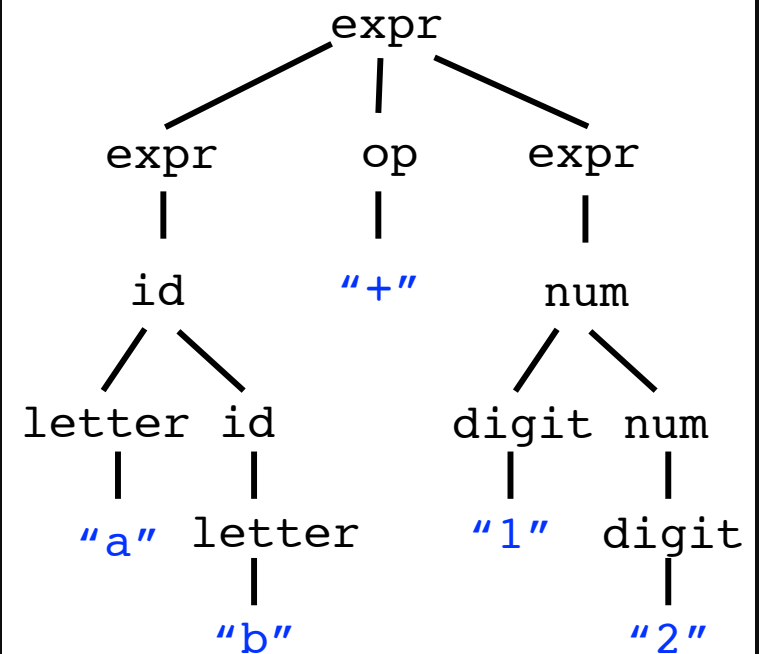 expr
expr op expr
id “+” num
letter id digit num
“a” letter “1” digit
“b” “2”